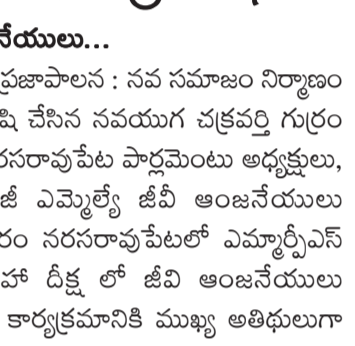 నేయులు...
ప్రజాపాలన : నవ సమాజం నిర్మాణం
షి చేసిన నవయుగ చక్రవర్తి గుర్రం
రసరావుపేట పార్లమెంటు అధ్యక్షులు,
జీ ఎమ్మెల్యే జీవీ ఆంజనేయులు
రం నరసరావుపేటలో ఎమ్మార్పీఎస్
హా దీక్ష లో జీవి ఆంజనేయులు
కార్యక్రమానికి ముఖ్య అతిథులుగా